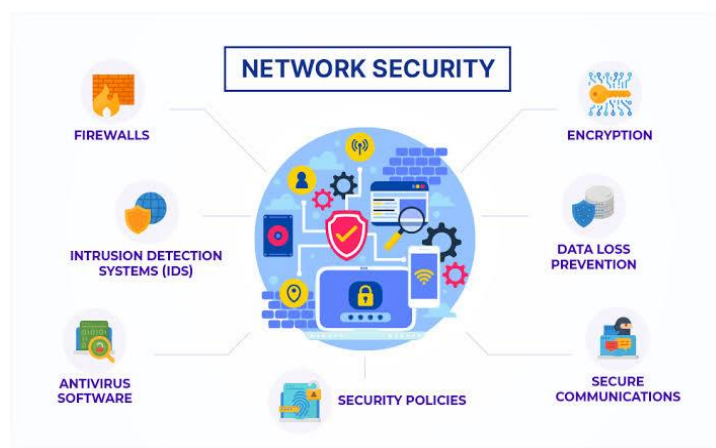 NETWORK SECURITY
FIREWALLS
ENCRYPTION
INTRUSION DETECTION
SYSTEMS (IDS)
DATA LOSS
PREVENTION
ANTIVIRUS
SOFTWARE
SECURITY POLICIES
SECURE
COMMUNICATIONS